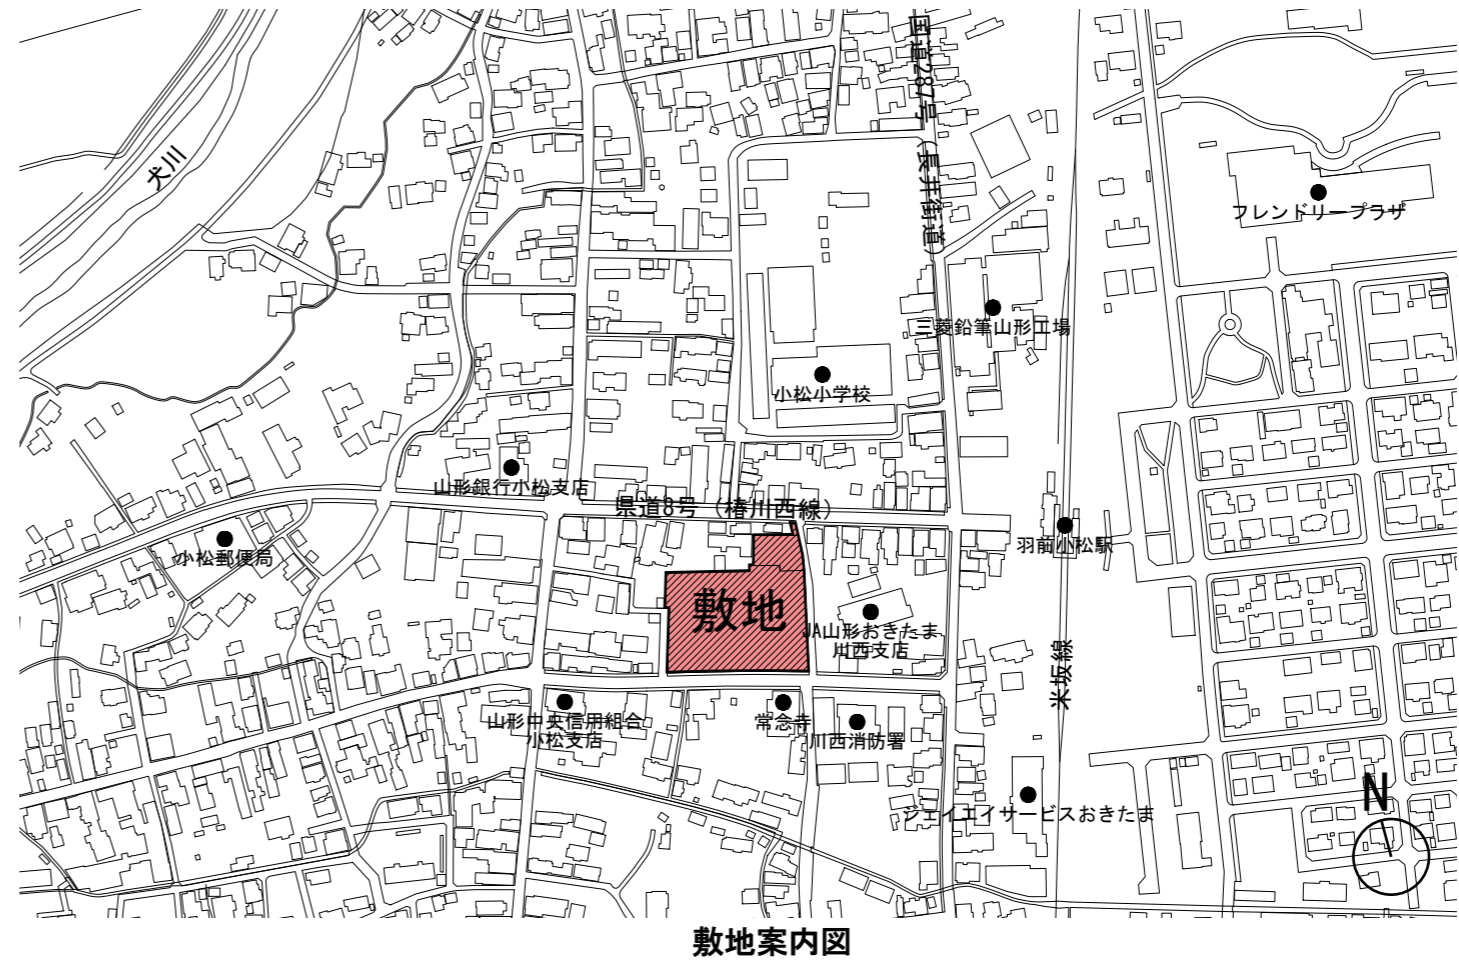 国道287号（長井街道）
犬川
フレンドリープラザ
三菱鉛筆山形工場
小松小学校
山形銀行小松支店
県道8号（椿川西線）
小松郵便局
羽前小松駅
敷地
JA山形おきたま
川西支店
米坂線
山形中央信用組合
小松支店
常念寺
川西消防署
ジェイエイサービスおきたま
N
敷地案内図